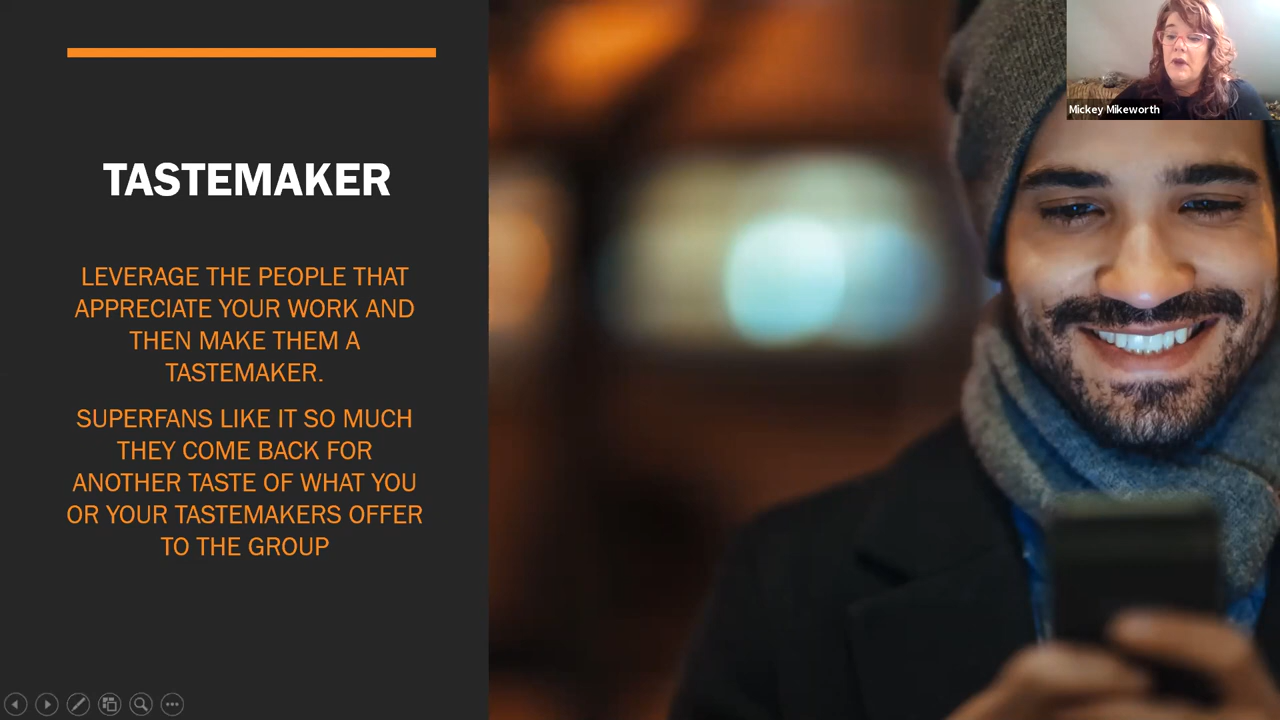 TASTEMAKER
LEVERAGE THE PEOPLE THAT
APPRECIATE YOUR WORK AND
THEN MAKE THEM A
TASTEMAKER.
SUPERFANS LIKE IT SO MUCH
THEY COME BACK FOR
ANOTHER TASTE OF WHAT YOU
OR YOUR TASTEMAKERS OFFER
TO THE GROUP
Mickey Mikeworth